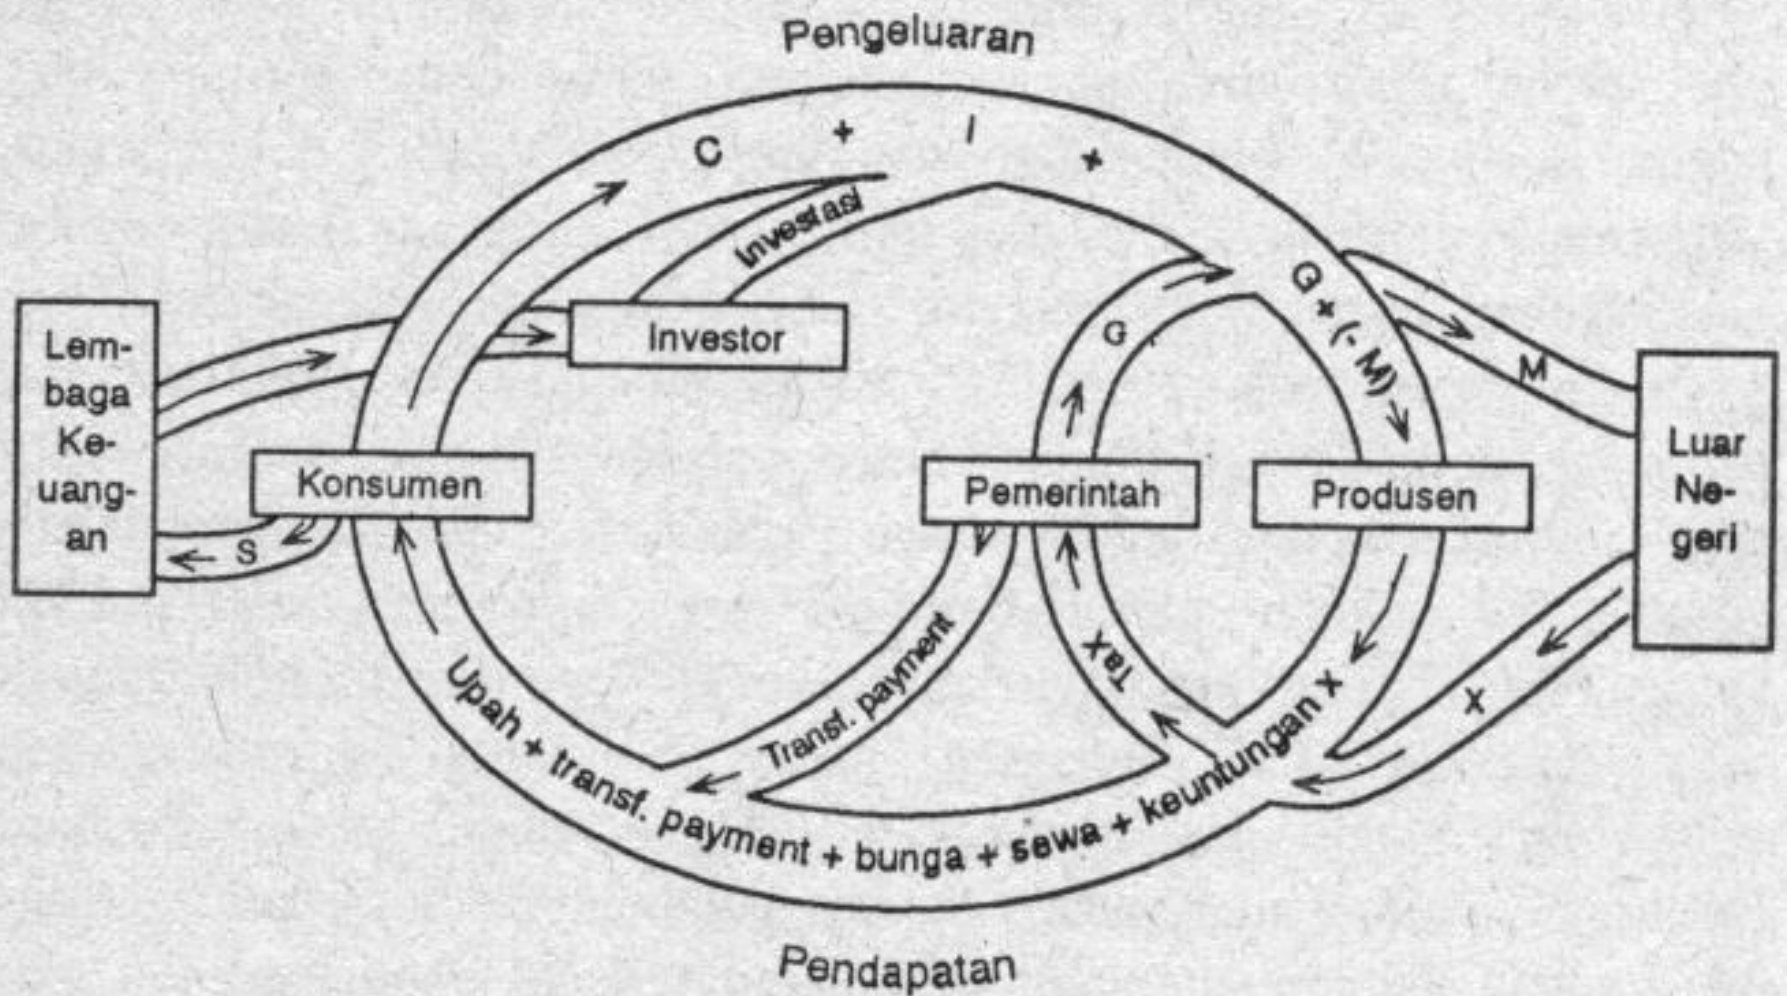 Pengeluaran
C + I +
G + (- M)
Investasi
Investor
Lem-
baga
Ke-
uang-
an
S
Konsumen
G
Pemerintah
Produsen
M
Luar
Ne-
geri
X
Tax
Transf. payment
Upah + transf. payment + bunga + sewa + keuntungan x
Pendapatan